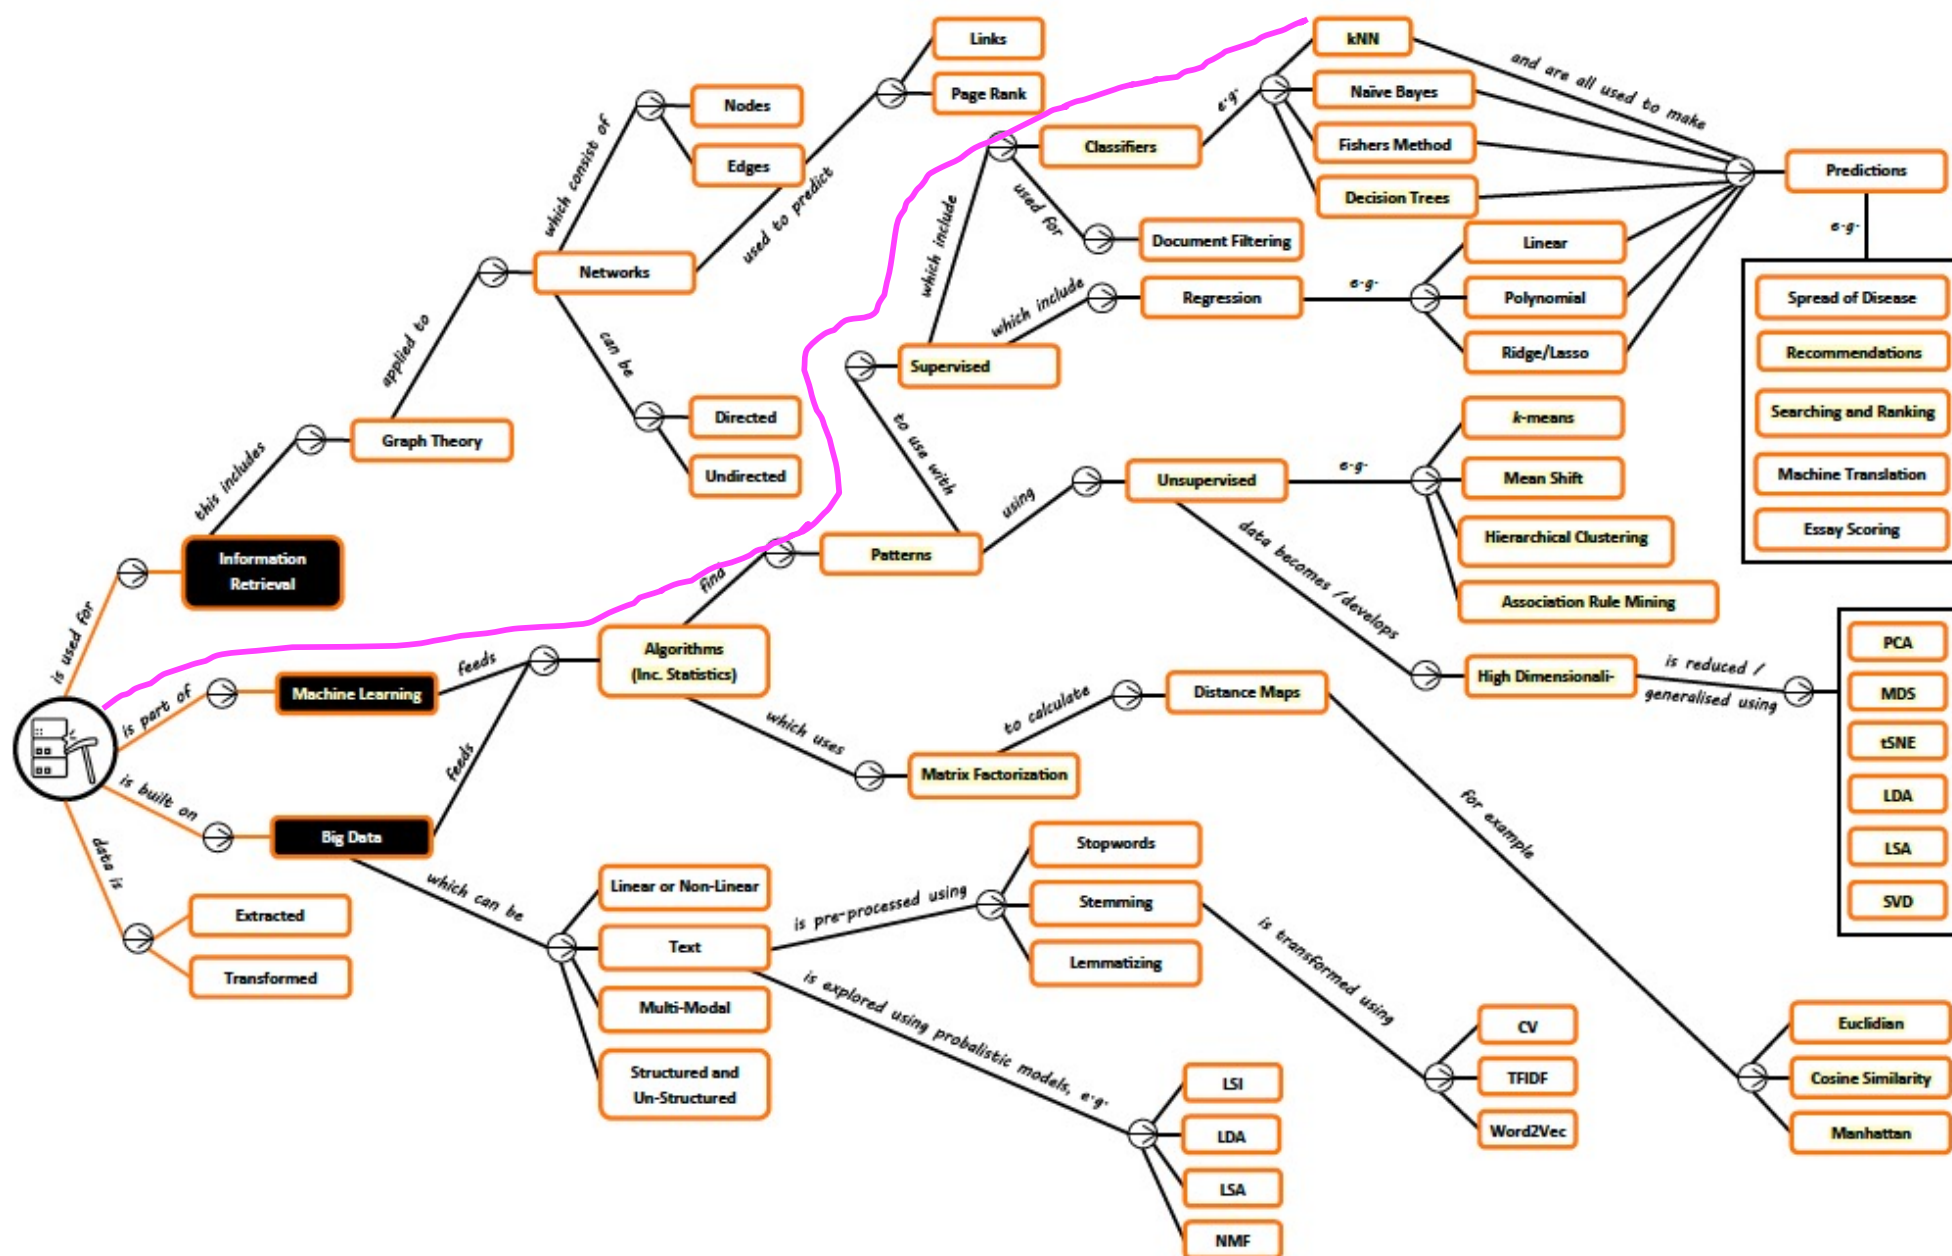 is used for
Information
Retrieval
this includes
Graph Theory
applied to
Networks
which consist of
Nodes
Edges
used to predict
Links
Page Rank
can be
Directed
Undirected
is part of
Machine Learning
feeds
is built on
Big Data
feeds
Algorithms
(Inc. Statistics)
find
Patterns
to use with
Supervised
which include
Classifiers
e.g.
kNN
Naïve Bayes
Fishers Method
Decision Trees
used for
Document Filtering
which include
Regression
e.g.
Linear
Polynomial
Ridge/Lasso
and are all used to make
Predictions
e.g.
Spread of Disease
Recommendations
Searching and Ranking
Machine Translation
Essay Scoring
using
Unsupervised
e.g.
k-means
Mean Shift
Hierarchical Clustering
Association Rule Mining
data becomes /develops
High Dimensionali-
is reduced /
generalised using
PCA
MDS
tSNE
LDA
LSA
SVD
which uses
Matrix Factorization
to calculate
Distance Maps
for example
Euclidian
Cosine Similarity
Manhattan
which can be
Linear or Non-Linear
Text
Multi-Modal
Structured and
Un-Structured
is pre-processed using
Stopwords
Stemming
Lemmatizing
is transformed using
CV
TFIDF
Word2Vec
is explored using probalistic models, e.g.
LSI
LDA
LSA
NMF
data is
Extracted
Transformed